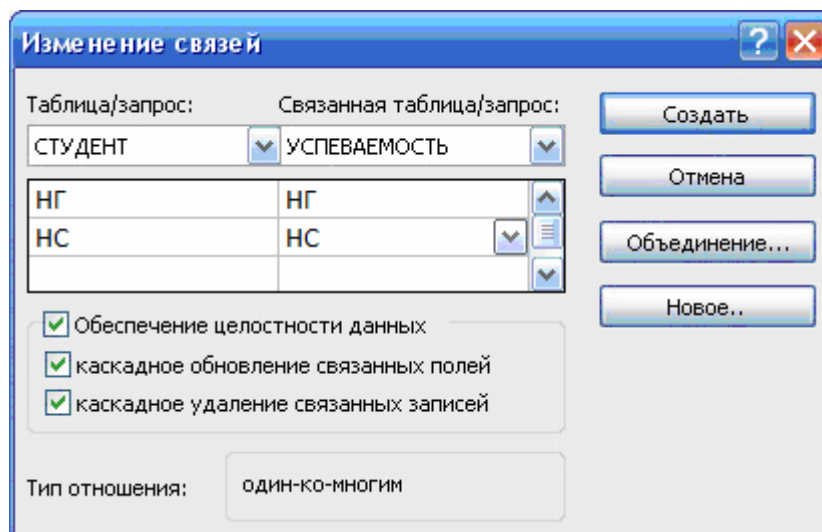 Изменение связей
Таблица/запрос: Связанная таблица/запрос:
СТУДЕНТ УСПЕВАЕМОСТЬ
НГ НГ
НС НС
Обеспечение целостности данных
каскадное обновление связанных полей
каскадное удаление связанных записей
Тип отношения: один-ко-многим
Создать
Отмена
Объединение...
Новое..